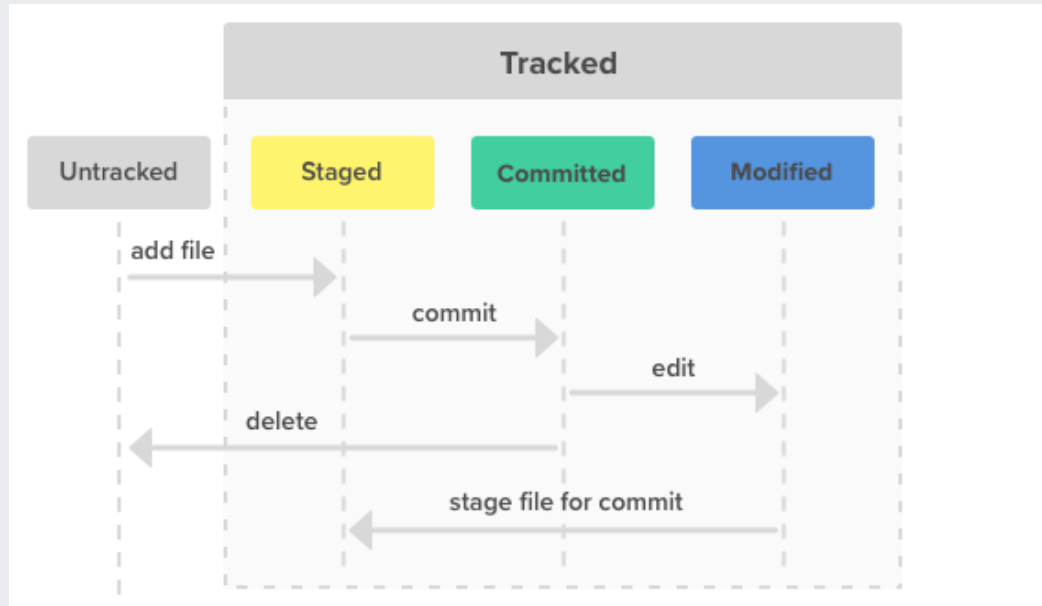 Tracked
Untracked
Staged
Committed
Modified
add file
commit
edit
delete
stage file for commit